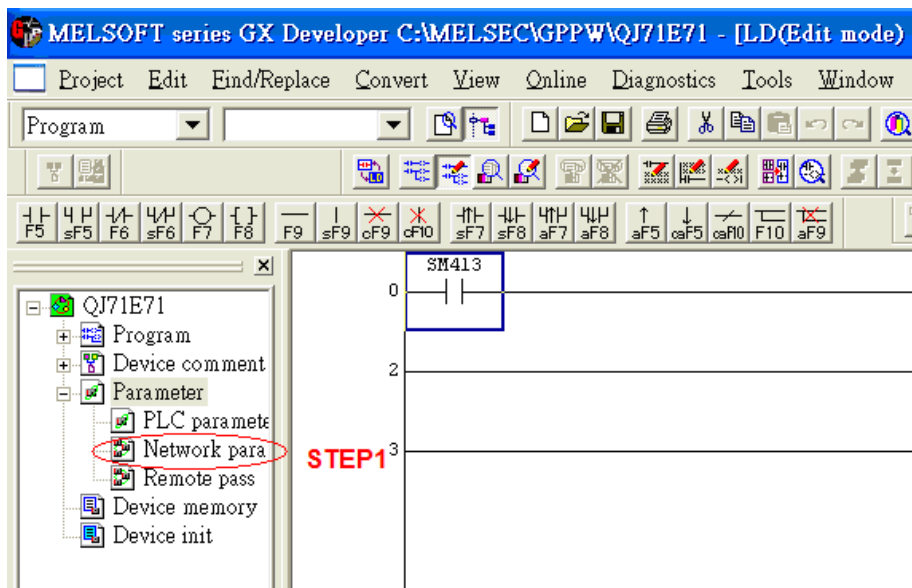 MELSOFT series GX Developer C:\MELSEC\GPPW\QJ71E71 - [LD(Edit mode)
Project Edit Find/Replace Convert View Online Diagnostics Tools Window
Program
F5 sF5 F6 sF6 F7 F8 F9 sF9 cF9 cF10 sF7 sF8 aF7 aF8 aF5 caF5 caF10 F10 aF9
SM413
0
QJ71E71
Program
Device comment
2
Parameter
PLC paramete
Network para
STEP1 3
Remote pass
Device memory
Device init